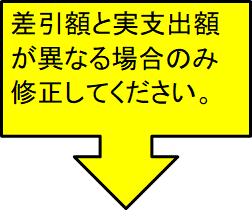 差引額と実支出額
が異なる場合のみ
修正してください。